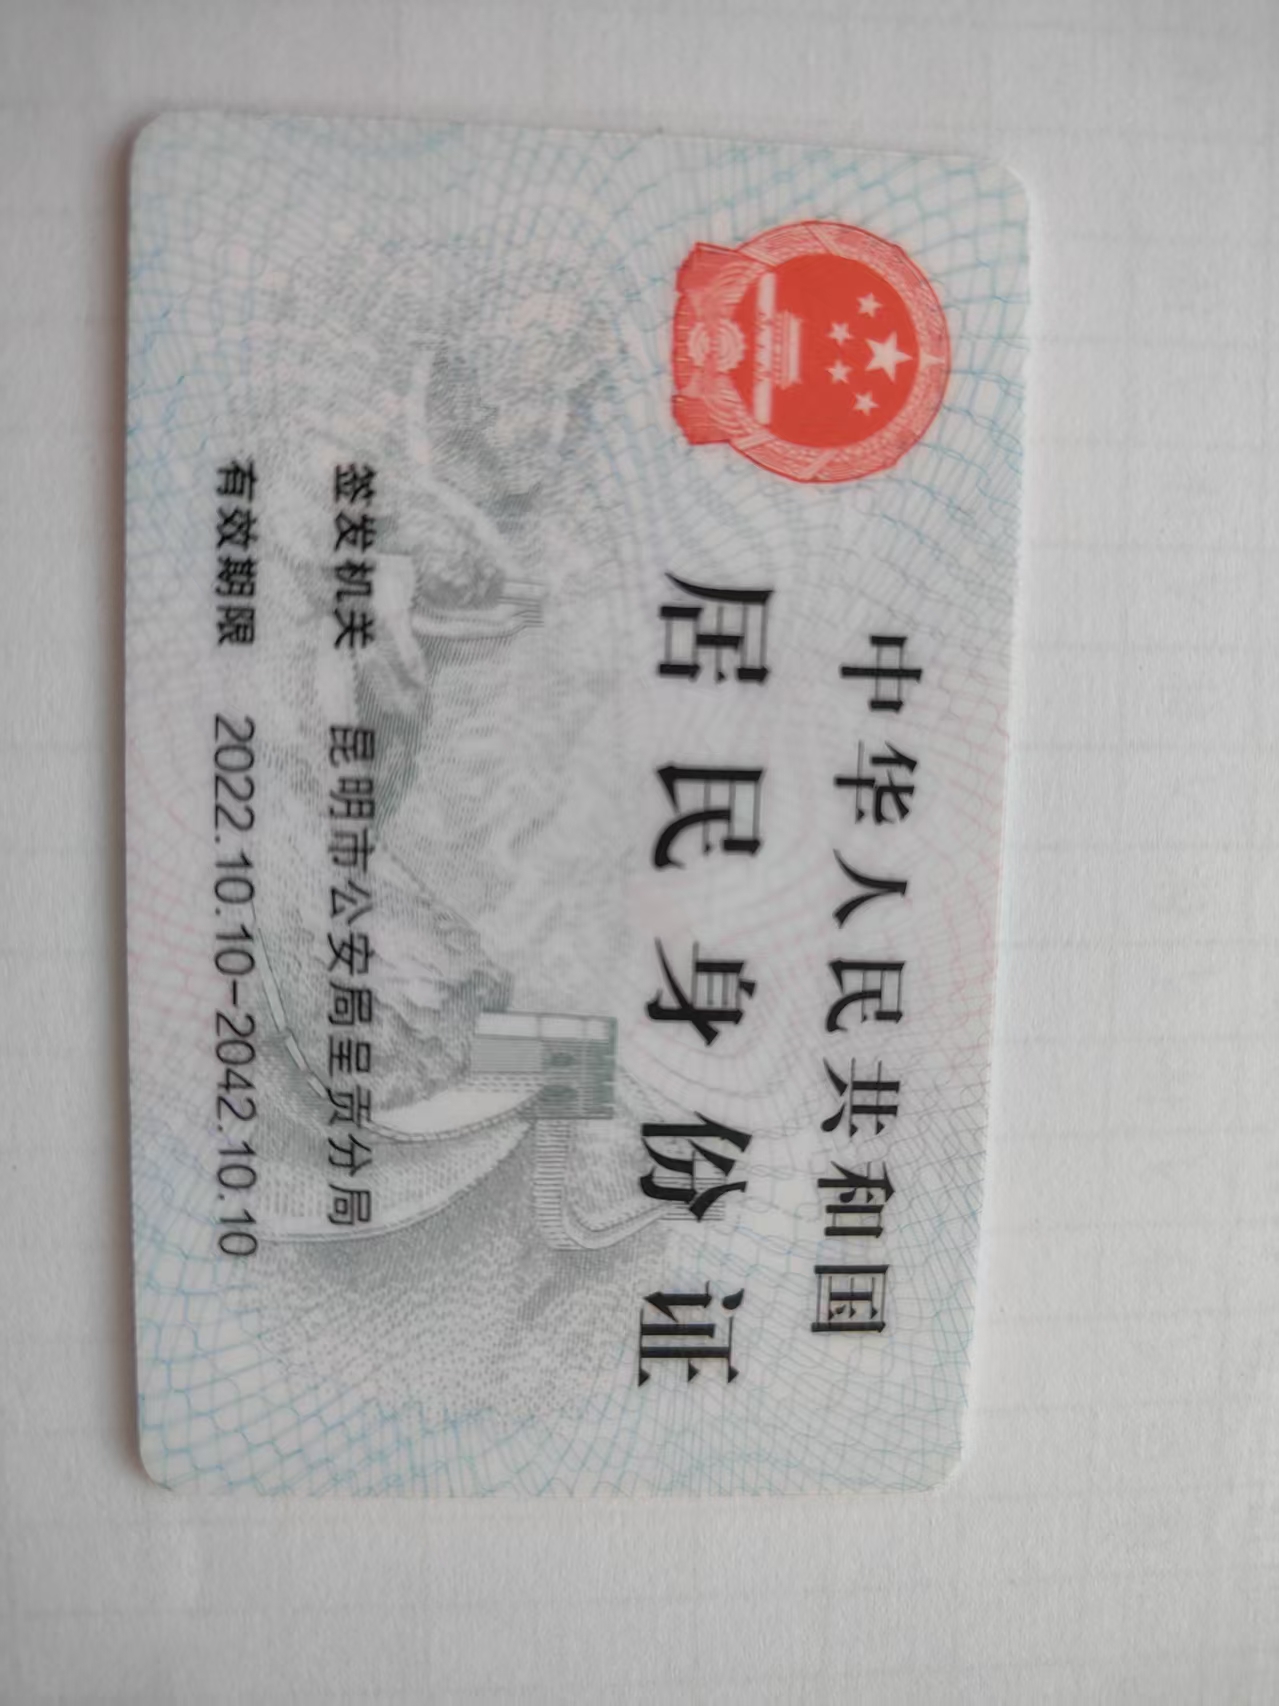 中华人民共和国
居民身份证
签发机关 昆明市公安局呈贡分局
有效期限 2022.10.10-2042.10.10